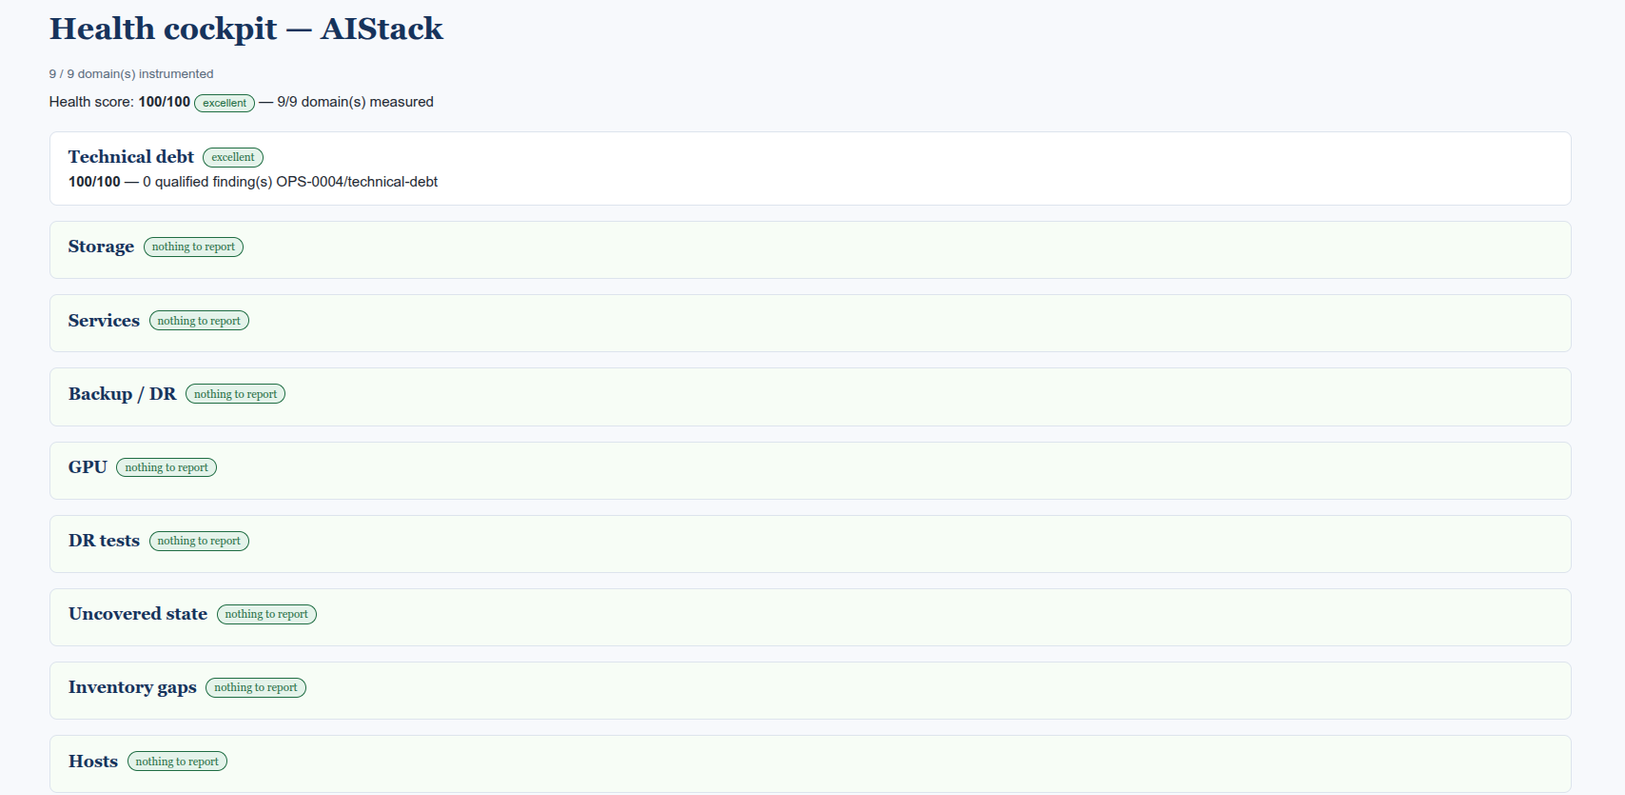 Health cockpit — AIStack
9 / 9 domain(s) instrumented
Health score: 100/100 excellent — 9/9 domain(s) measured
Technical debt excellent
100/100 — 0 qualified finding(s) OPS-0004/technical-debt
Storage nothing to report
Services nothing to report
Backup / DR nothing to report
GPU nothing to report
DR tests nothing to report
Uncovered state nothing to report
Inventory gaps nothing to report
Hosts nothing to report